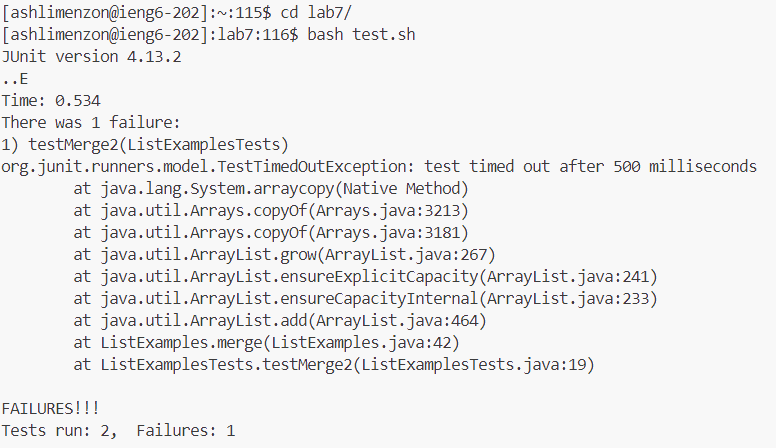 [ashlimenzon@ieng6-202]:~:115$ cd lab7/
[ashlimenzon@ieng6-202]:lab7:116$ bash test.sh
JUnit version 4.13.2
..E
Time: 0.534
There was 1 failure:
1) testMerge2(ListExamplesTests)
org.junit.runners.model.TestTimedOutException: test timed out after 500 milliseconds
        at java.lang.System.arraycopy(Native Method)
        at java.util.Arrays.copyOf(Arrays.java:3213)
        at java.util.Arrays.copyOf(Arrays.java:3181)
        at java.util.ArrayList.grow(ArrayList.java:267)
        at java.util.ArrayList.ensureExplicitCapacity(ArrayList.java:241)
        at java.util.ArrayList.ensureCapacityInternal(ArrayList.java:233)
        at java.util.ArrayList.add(ArrayList.java:464)
        at ListExamples.merge(ListExamples.java:42)
        at ListExamplesTests.testMerge2(ListExamplesTests.java:19)

FAILURES!!!
Tests run: 2,  Failures: 1